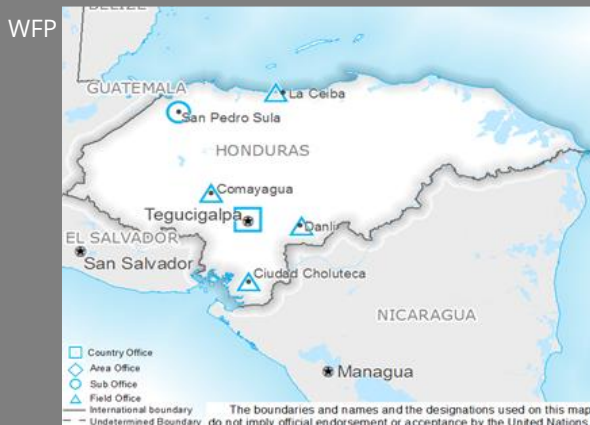 BELIZE
WFP
GUATEMALA
La Ceiba
San Pedro Sula
HONDURAS
Comayagua
Tegucigalpa
Danlí
EL SALVADOR
San Salvador
Ciudad Choluteca
NICARAGUA
Managua
Country Office
Area Office
Sub Office
Field Office
International boundary
Undetermined Boundary
The boundaries and names and the designations used on this map
do not imply official endorsement or acceptance by the United Nations